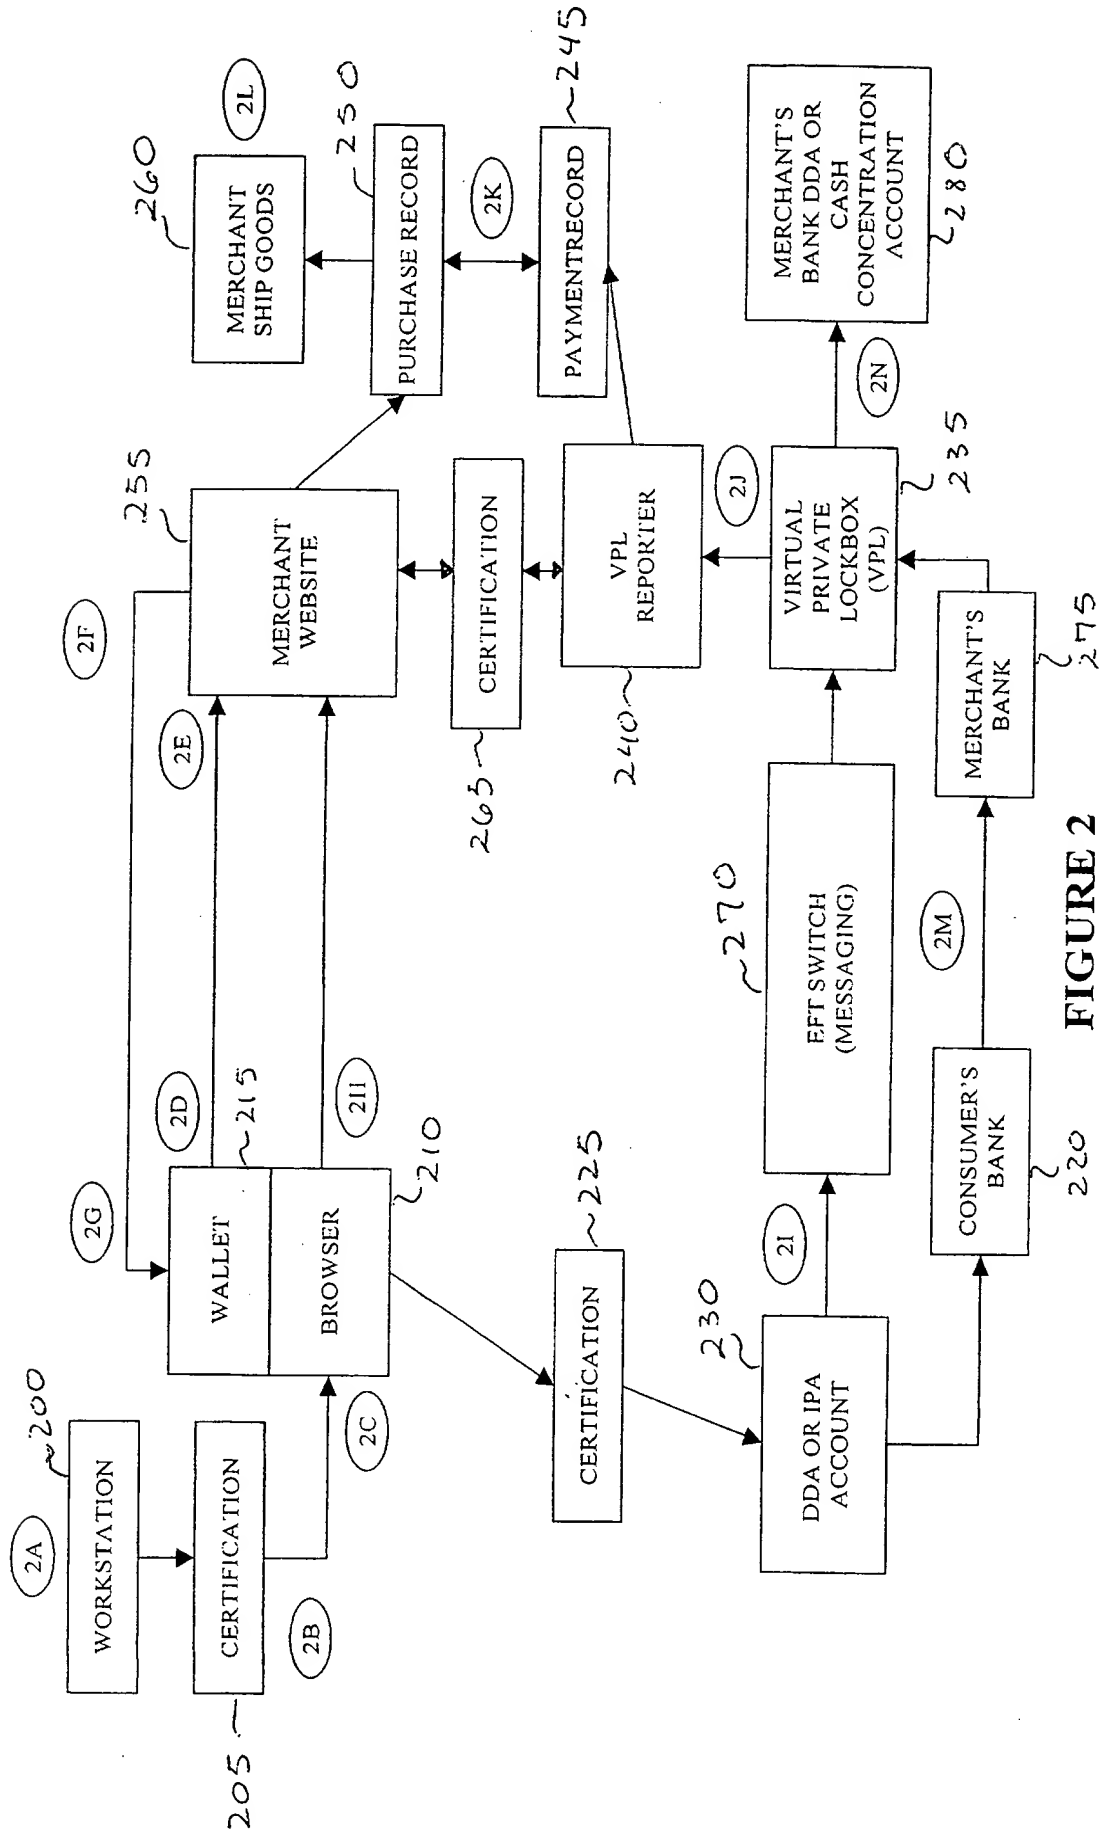 2A
WORKSTATION
200
CERTIFICATION
205
2B
2C
2G
WALLET
215
BROWSER
210
2D
2H
2E
2F
MERCHANT
WEBSITE
255
MERCHANT
SHIP GOODS
260
2L
PURCHASE RECORD
250
2K
PAYMENTRECORD
245
CERTIFICATION
265
VPL
REPORTER
240
2J
CERTIFICATION
225
DDA OR IPA
ACCOUNT
230
2I
EFT SWITCH
(MESSAGING)
270
VIRTUAL
PRIVATE
LOCKBOX
(VPL)
235
2N
MERCHANT'S
BANK DDA OR
CASH
CONCENTRATION
ACCOUNT
280
CONSUMER'S
BANK
220
2M
MERCHANT'S
BANK
275
FIGURE 2